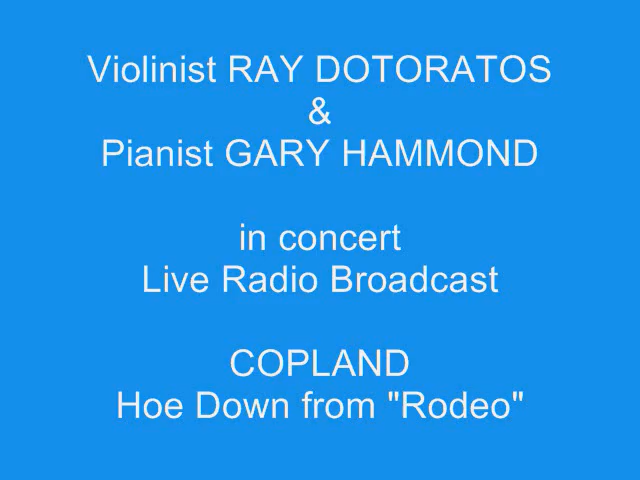 Violinist RAY DOTORATOS
&
Pianist GARY HAMMOND
in concert
Live Radio Broadcast
COPLAND
Hoe Down from "Rodeo"